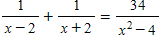 1/(x − 2) + 1/(x + 2) = 34/(x² − 4)